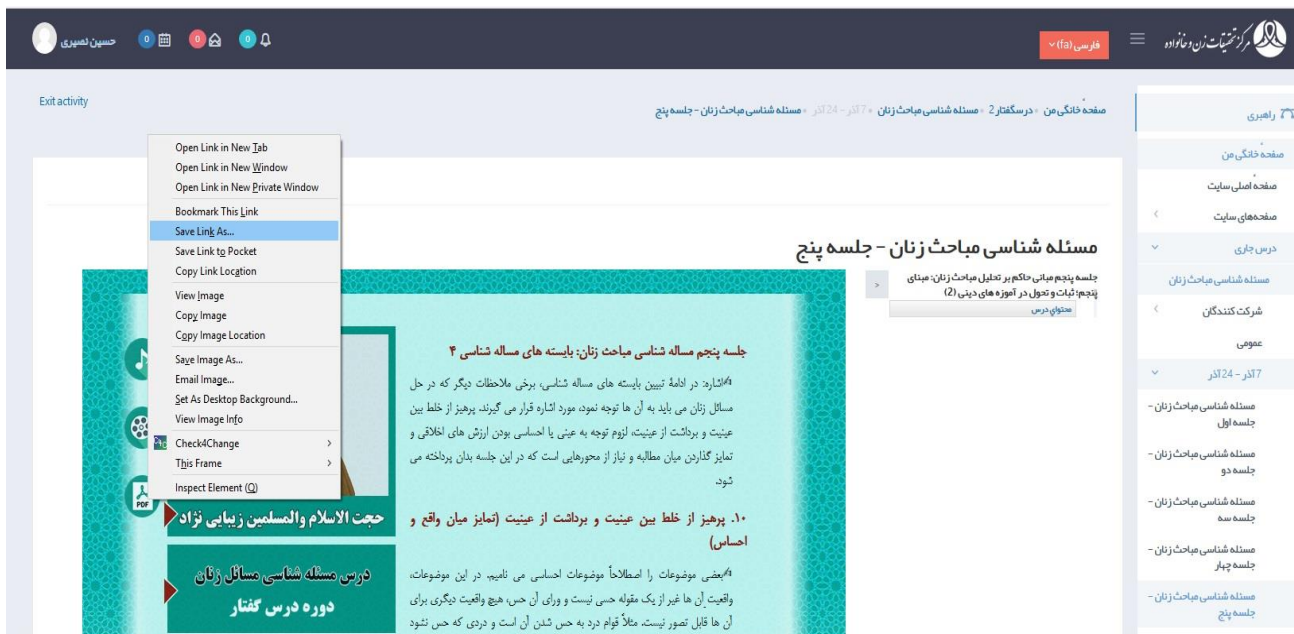 مرکز تحقیقات زن و خانواده
فارسی (fa)
0
0
0
حسین نصیری
Exit activity
صفحه خانگی من
درسگفتار 2
مسئله شناسی مباحث زنان
7 آذر - 24 آذر
مسئله شناسی مباحث زنان - جلسه پنج
راهبری
صفحه خانگی من
صفحه اصلی سایت
صفحه‌های سایت
درس جاری
مسئله شناسی مباحث زنان
شرکت کنندگان
عمومی
7 آذر - 24 آذر
مسئله شناسی مباحث زنان -
جلسه اول
مسئله شناسی مباحث زنان -
جلسه دو
مسئله شناسی مباحث زنان -
جلسه سه
مسئله شناسی مباحث زنان -
جلسه چهار
مسئله شناسی مباحث زنان -
جلسه پنج
مسئله شناسی مباحث زنان - جلسه پنج
جلسه پنجم مبانی حاکم بر تحلیل مباحث زنان: مبنای
پنجم: ثبات و تحول در آموزه های دینی (2)
محتوای درس
Open Link in New Tab
Open Link in New Window
Open Link in New Private Window
Bookmark This Link
Save Link As...
Save Link to Pocket
Copy Link Location
View Image
Copy Image
Copy Image Location
Save Image As...
Email Image...
Set As Desktop Background...
View Image Info
Check4Change
This Frame
Inspect Element (Q)
جلسه پنجم مساله شناسی مباحث زنان: بایسته های مساله شناسی ۴
اشاره: در ادامۀ تبیین بایسته های مساله شناسی، برخی ملاحظات دیگر که در حل
مسائل زنان می باید به آن ها توجه نمود، مورد اشاره قرار می گیرند. پرهیز از خلط بین
عینیت و برداشت از عینیت، لزوم توجه به عینی یا احساسی بودن ارزش های اخلاقی و
تمایز گذاردن میان مطالبه و نیاز از محورهایی است که در این جلسه بدان پرداخته می
شود.
۱۰. پرهیز از خلط بین عینیت و برداشت از عینیت (تمایز میان واقع و
احساس)
بعضی موضوعات را اصطلاحاً موضوعات احساسی می نامیم. در این موضوعات،
واقعیت آن ها غیر از یک مقوله حسی نیست و ورای آن حس، هیچ واقعیت دیگری برای
آن ها قابل تصور نیست. مثلاً قوام درد به حس شدن آن است و دردی که حس نشود
PDF
حجت الاسلام والمسلمین زیبایی نژاد
درس مسئله شناسی مسائل زنان
دوره درس گفتار